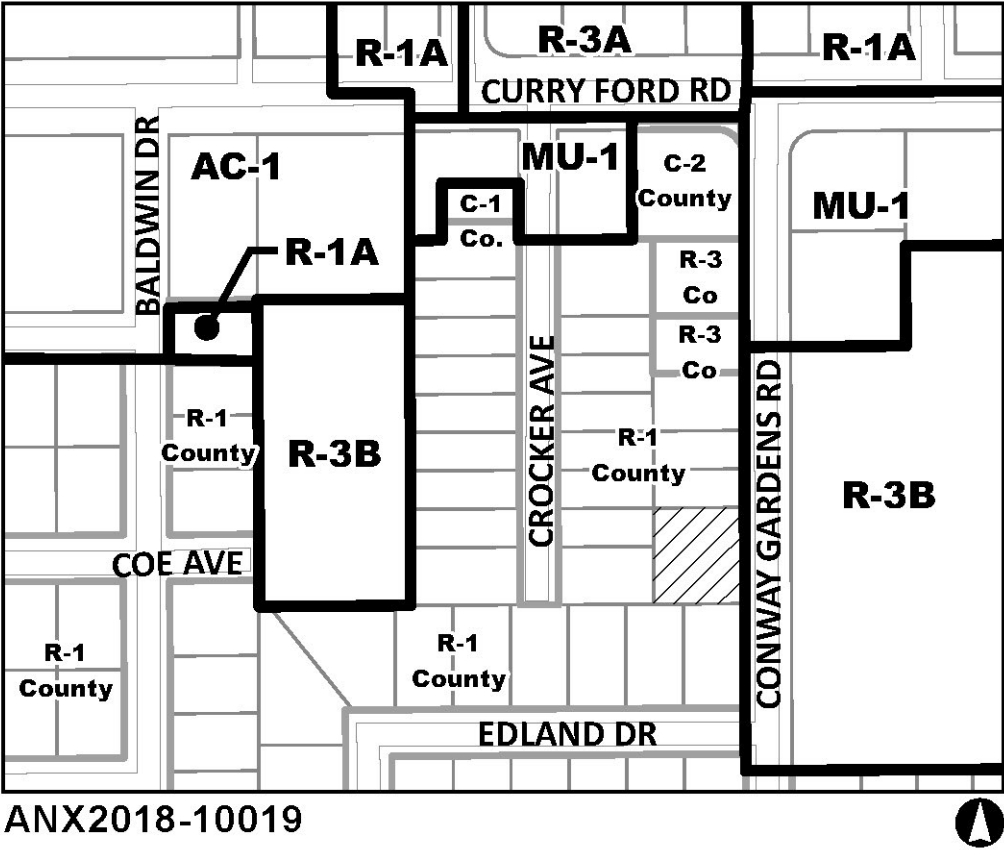 R-1A
R-3A
R-1A
CURRY FORD RD
BALDWIN DR
AC-1
MU-1
C-2
County
MU-1
C-1
Co.
R-1A
R-3
Co
R-3
Co
CROCKER AVE
CONWAY GARDENS RD
R-1
County
R-3B
R-1
County
R-3B
COE AVE
R-1
County
R-1
County
EDLAND DR
ANX2018-10019